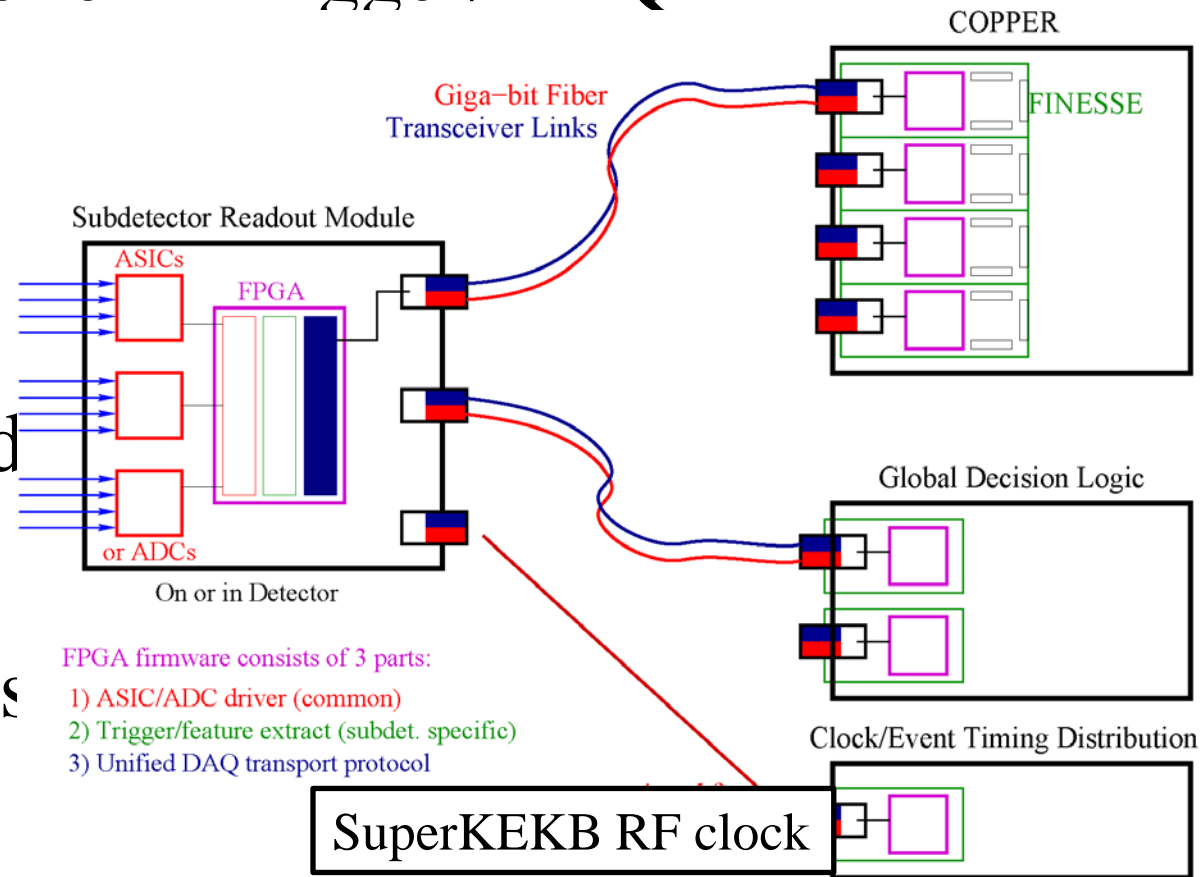 COPPER
Giga-bit Fiber
Transceiver Links
FINESSE
Subdetector Readout Module
ASICs
FPGA
or ADCs
On or in Detector
Global Decision Logic
FPGA firmware consists of 3 parts:
1) ASIC/ADC driver (common)
2) Trigger/feature extract (subdet. specific)
3) Unified DAQ transport protocol
Clock/Event Timing Distribution
SuperKEKB RF clock